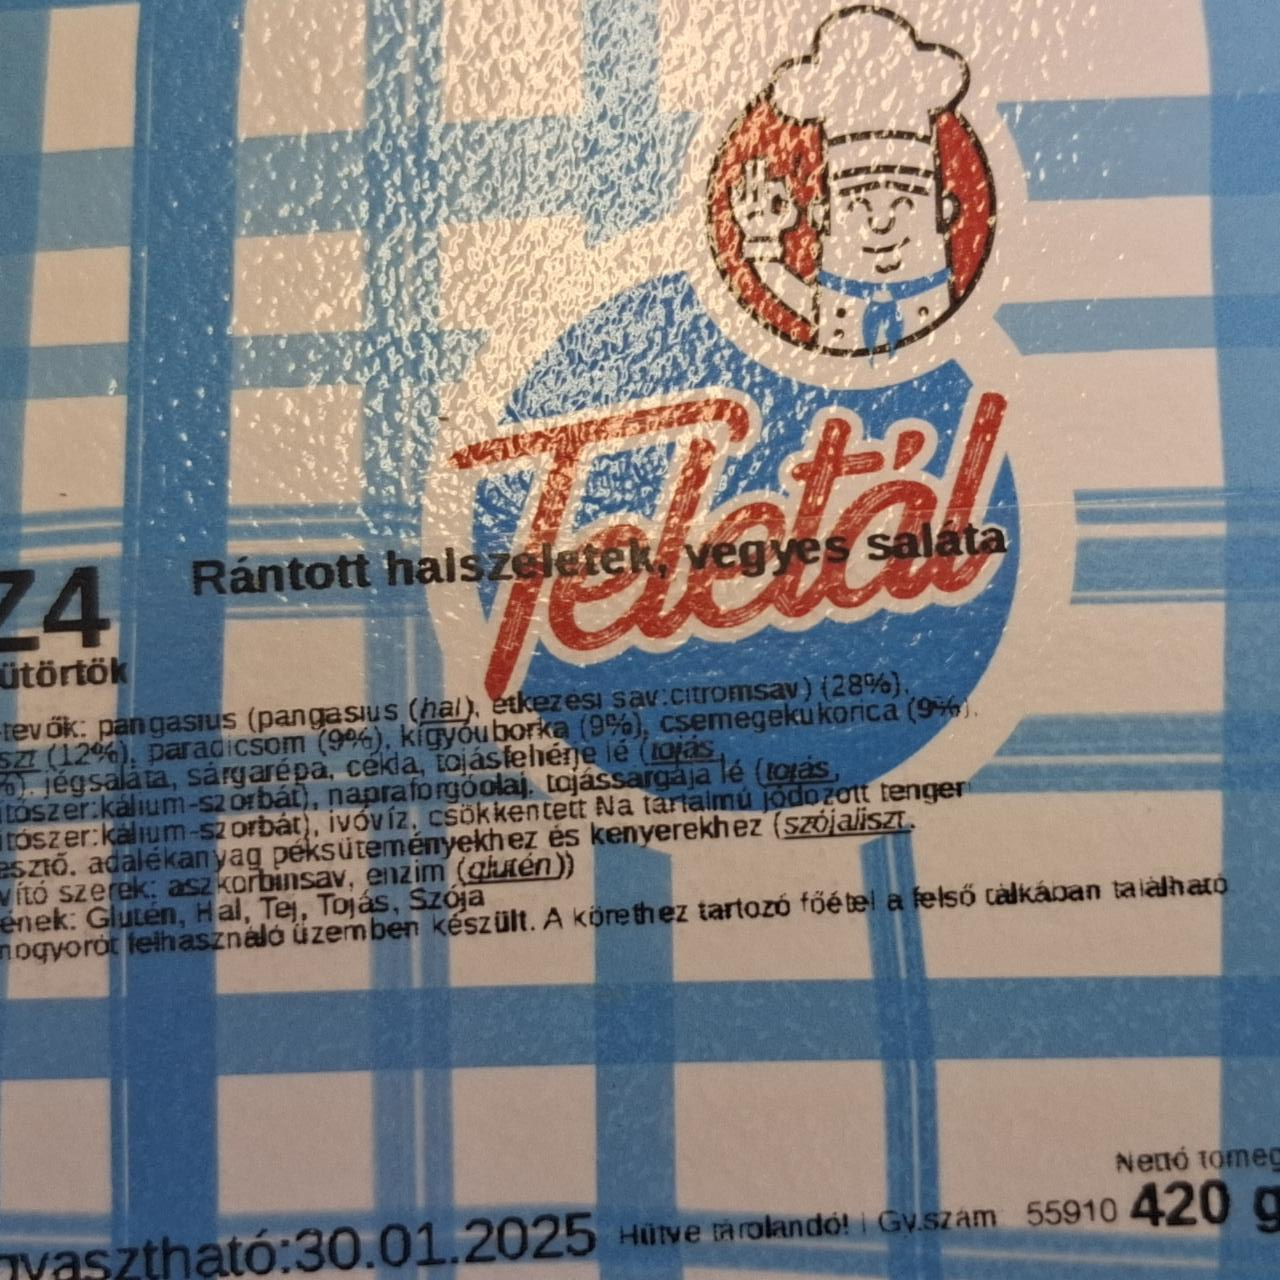 Teletál
Z4
Rántott halszeletek, vegyes saláta
ütörtök
tevők: pangasius (pangasius (hal), étkezési sav:citromsav) (28%),
szt (12%), paradicsom (9%), kígyóuborka (9%), csemegekukorica (9%),
%), jégsaláta, sárgarépa, cékla, tojásfehérje lé (tojás,
ítószer:kálium-szorbát), napraforgóolaj, tojássárgája lé (tojás,
ítószer:kálium-szorbát), ivóvíz, csökkentett Na tartalmú jódozott tenger
esztő, adalékanyag péksüteményekhez és kenyerekhez (szójaliszt,
vító szerek: aszkorbinsav, enzim (glutén))
ének: Glutén, Hal, Tej, Tojás, Szója
mogyorót felhasználó üzemben készült. A körethez tartozó főétel a felső tálkában található
gyasztható:30.01.2025 Hűtve tárolandó! | Gy.szám 55910
Nettó tömeg
420 g